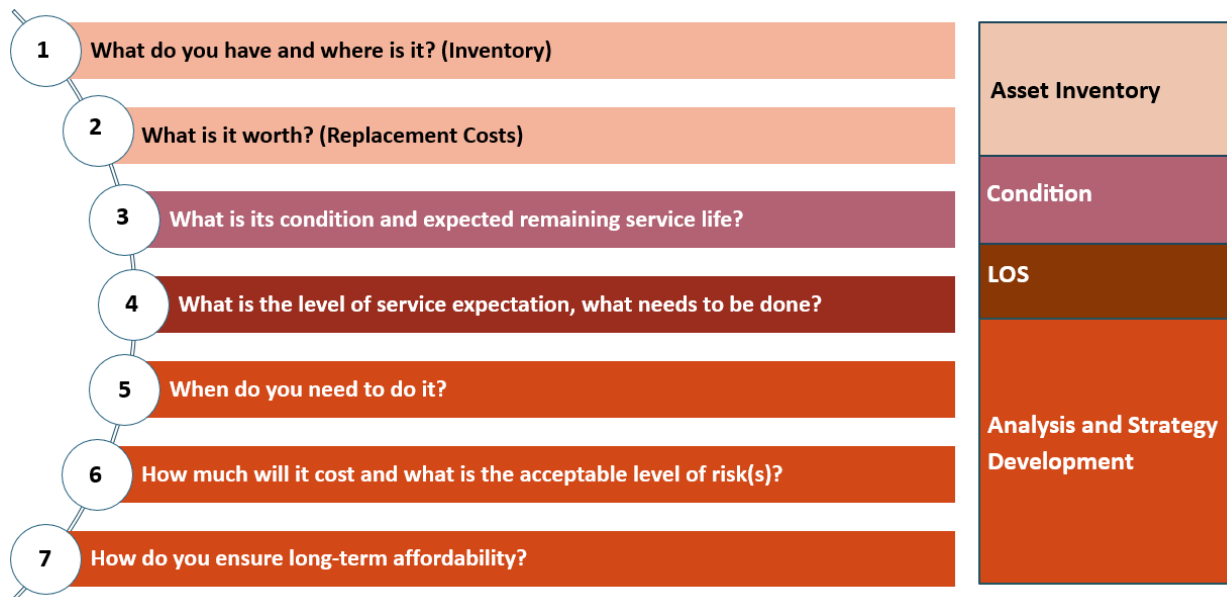 1
What do you have and where is it? (Inventory)
2
What is it worth? (Replacement Costs)
3
What is its condition and expected remaining service life?
4
What is the level of service expectation, what needs to be done?
5
When do you need to do it?
6
How much will it cost and what is the acceptable level of risk(s)?
7
How do you ensure long-term affordability?
Asset Inventory
Condition
LOS
Analysis and Strategy
Development